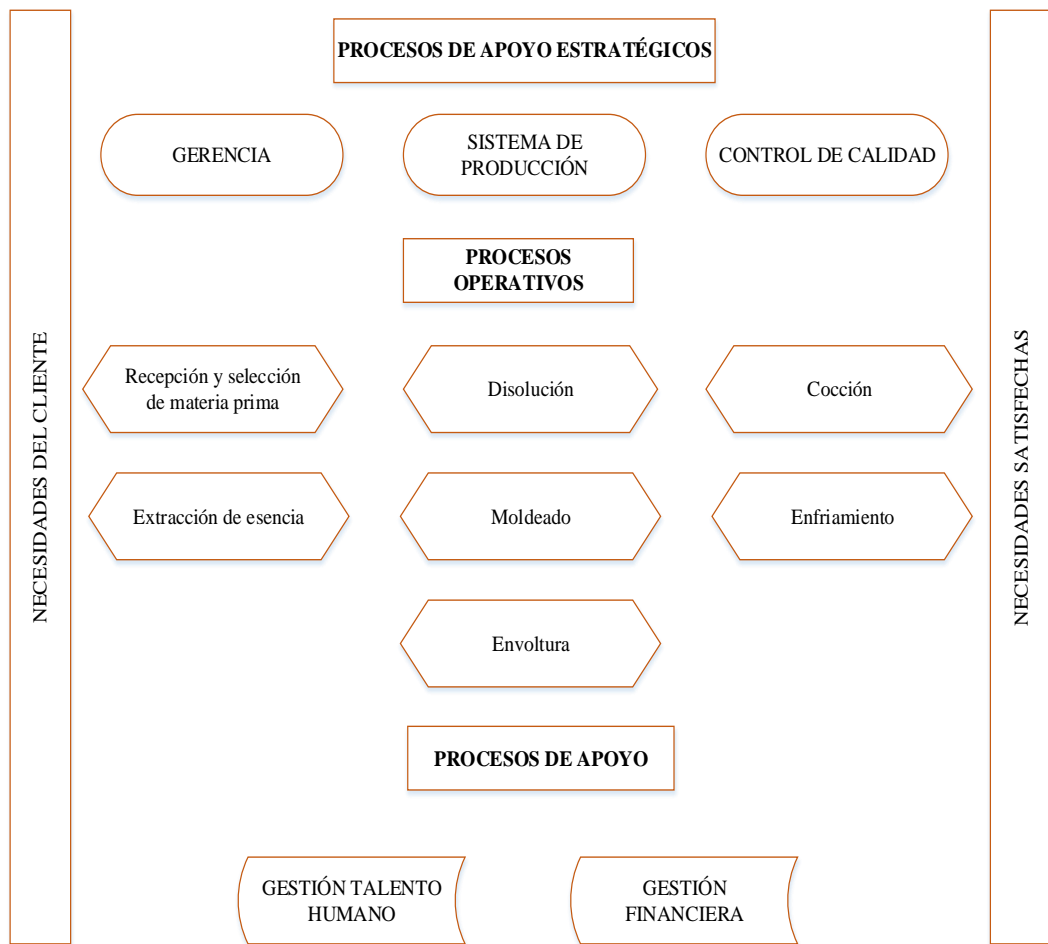 NECESIDADES DEL CLIENTE
PROCESOS DE APOYO ESTRATÉGICOS
GERENCIA
SISTEMA DE
PRODUCCIÓN
CONTROL DE CALIDAD
PROCESOS
OPERATIVOS
Recepción y selección
de materia prima
Disolución
Cocción
Extracción de esencia
Moldeado
Enfriamiento
Envoltura
PROCESOS DE APOYO
GESTIÓN TALENTO
HUMANO
GESTIÓN
FINANCIERA
NECESIDADES SATISFECHAS